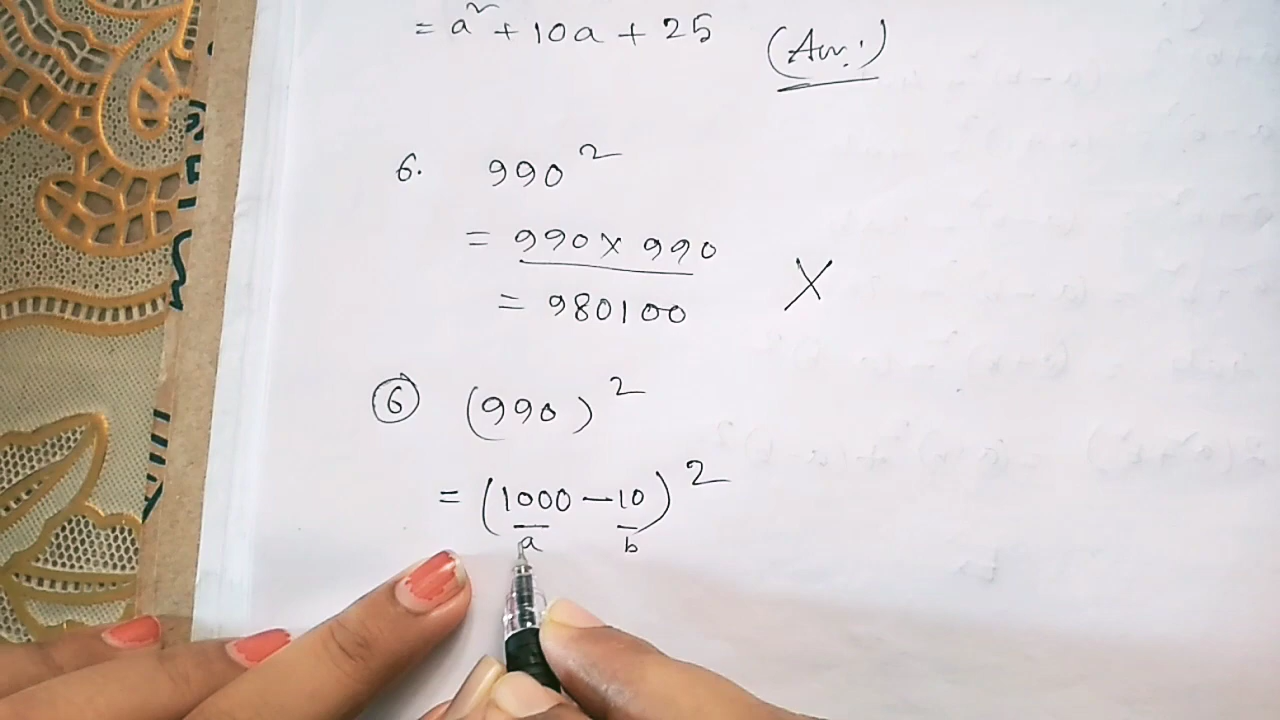 = a² + 10a + 25 (Ans:)
6. 990²
= 990 × 990
= 980100 X
6 (990)²
= (1000 – 10)²
a b